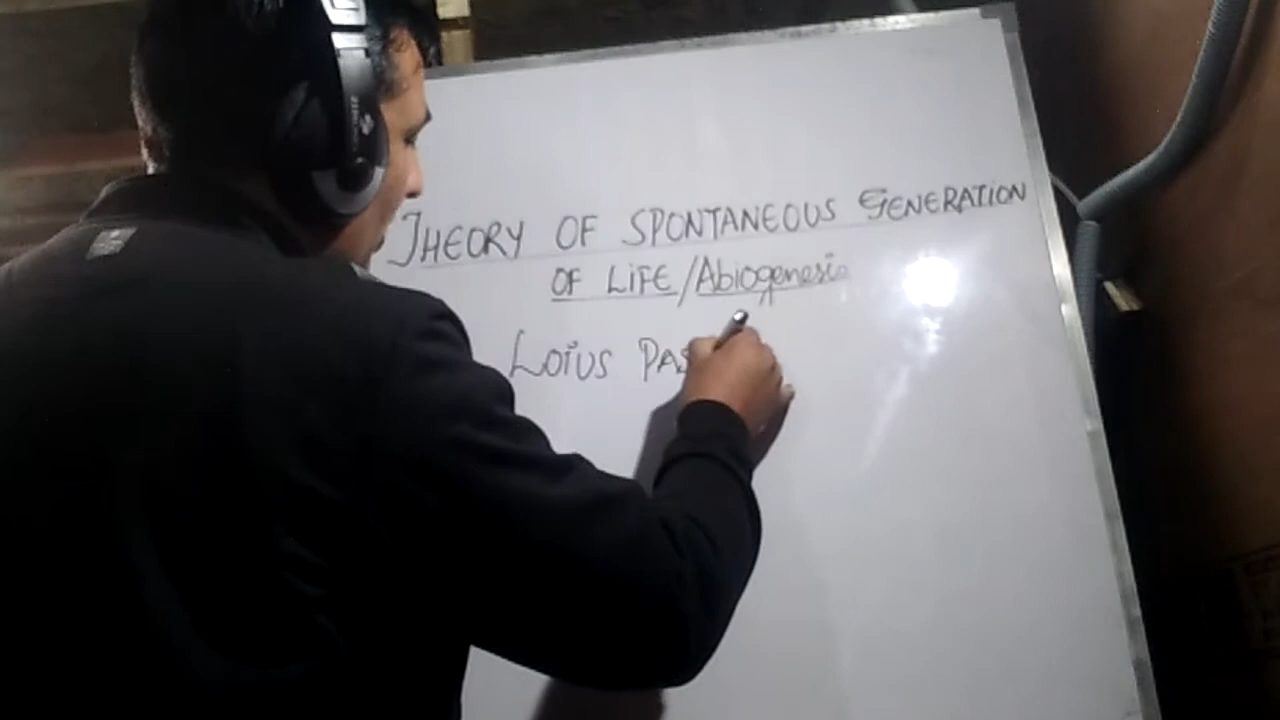 THEORY OF SPONTANEOUS GENERATION
OF LIFE/Abiogenesis
LOIUS PAS